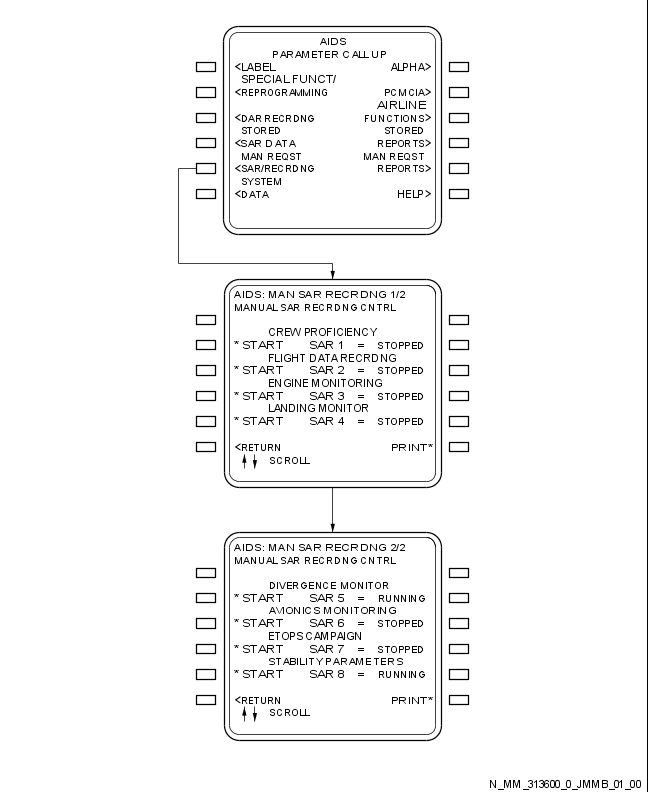 AIDS
PARAMETER CALL UP
<LABEL ALPHA>
SPECIAL FUNCT/
<REPROGRAMMING PCMCIA>
AIRLINE
<DAR RECRDNG FUNCTIONS>
STORED STORED
<SAR DATA REPORTS>
MAN REQST MAN REQST
<SAR/RECRDNG REPORTS>
SYSTEM
<DATA HELP>
AIDS: MAN SAR RECRDNG 1/2
MANUAL SAR RECRDNG CNTRL
CREW PROFICIENCY
* START SAR 1 = STOPPED
FLIGHT DATA RECRDNG
* START SAR 2 = STOPPED
ENGINE MONITORING
* START SAR 3 = STOPPED
LANDING MONITOR
* START SAR 4 = STOPPED
<RETURN PRINT*
SCROLL
AIDS: MAN SAR RECRDNG 2/2
MANUAL SAR RECRDNG CNTRL
DIVERGENCE MONITOR
* START SAR 5 = RUNNING
AVIONICS MONITORING
* START SAR 6 = STOPPED
ETOPS CAMPAIGN
* START SAR 7 = STOPPED
STABILITY PARAMETERS
* START SAR 8 = RUNNING
<RETURN PRINT*
SCROLL
N_MM_313600_0_JMMB_01_00